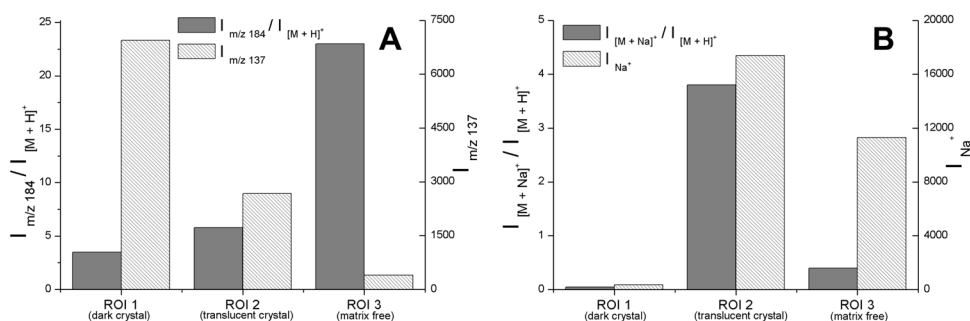 A
I m/z 184 / I [M + H]+
I m/z 137
I m/z 184 / I [M + H]+
25
20
15
10
5
0
7500
6000
4500
3000
1500
0
I m/z 137
ROI 1
(dark crystal)
ROI 2
(translucent crystal)
ROI 3
(matrix free)
B
I [M + Na]+ / I [M + H]+
I Na+
I [M + Na]+ / I [M + H]+
5
4
3
2
1
0
20000
16000
12000
8000
4000
0
I Na+
ROI 1
(dark crystal)
ROI 2
(translucent crystal)
ROI 3
(matrix free)